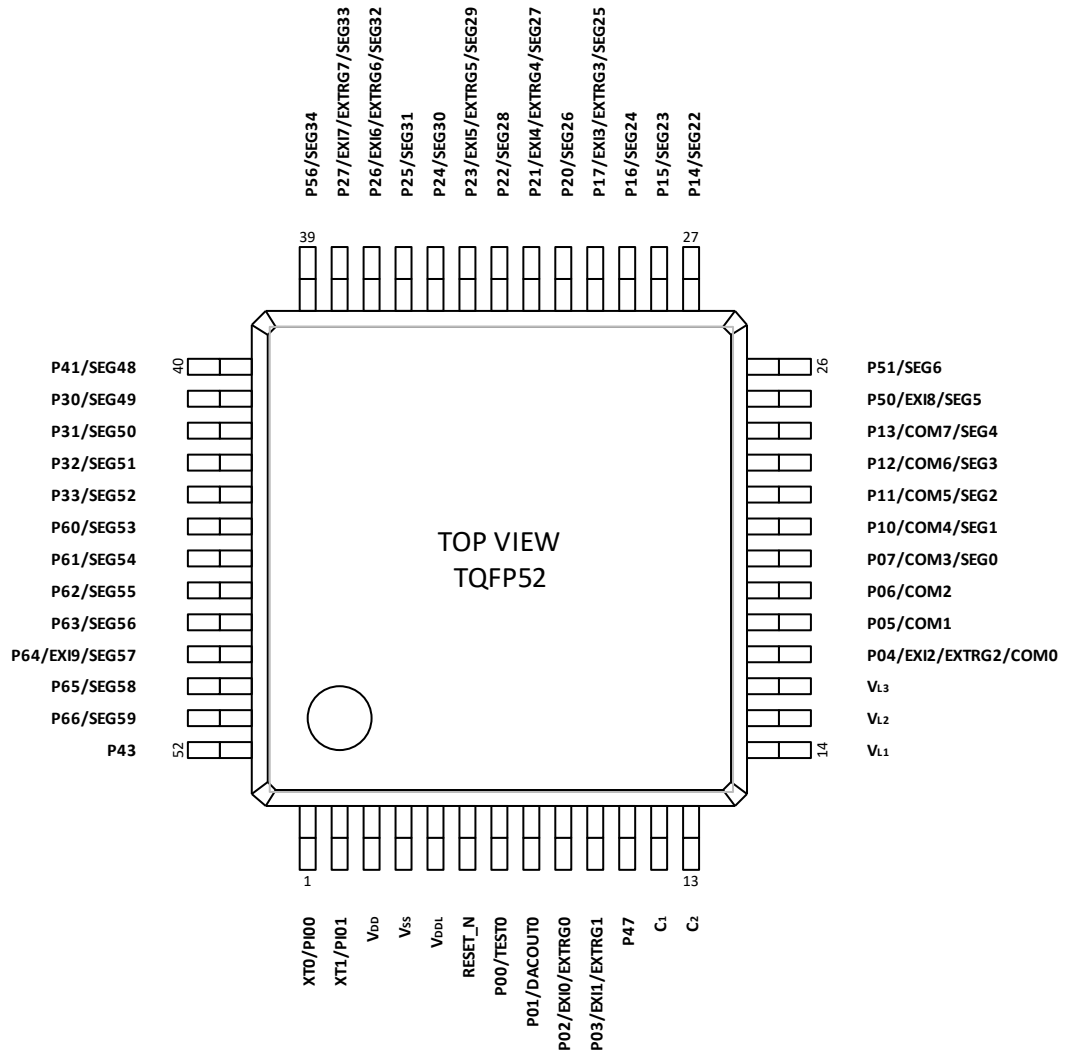 P56/SEG34
P27/EXI7/EXTRG7/SEG33
P26/EXI6/EXTRG6/SEG32
P25/SEG31
P24/SEG30
P23/EXI5/EXTRG5/SEG29
P22/SEG28
P21/EXI4/EXTRG4/SEG27
P20/SEG26
P17/EXI3/EXTRG3/SEG25
P16/SEG24
P15/SEG23
P14/SEG22
39
27
P41/SEG48
P30/SEG49
P31/SEG50
P32/SEG51
P33/SEG52
P60/SEG53
P61/SEG54
P62/SEG55
P63/SEG56
P64/EXI9/SEG57
P65/SEG58
P66/SEG59
P43
40
52
TOP VIEW
TQFP52
26
14
P51/SEG6
P50/EXI8/SEG5
P13/COM7/SEG4
P12/COM6/SEG3
P11/COM5/SEG2
P10/COM4/SEG1
P07/COM3/SEG0
P06/COM2
P05/COM1
P04/EXI2/EXTRG2/COM0
VL3
VL2
VL1
1
13
XT0/PI00
XT1/PI01
VDD
VSS
VDDL
RESET_N
P00/TEST0
P01/DACOUT0
P02/EXI0/EXTRG0
P03/EXI1/EXTRG1
P47
C1
C2